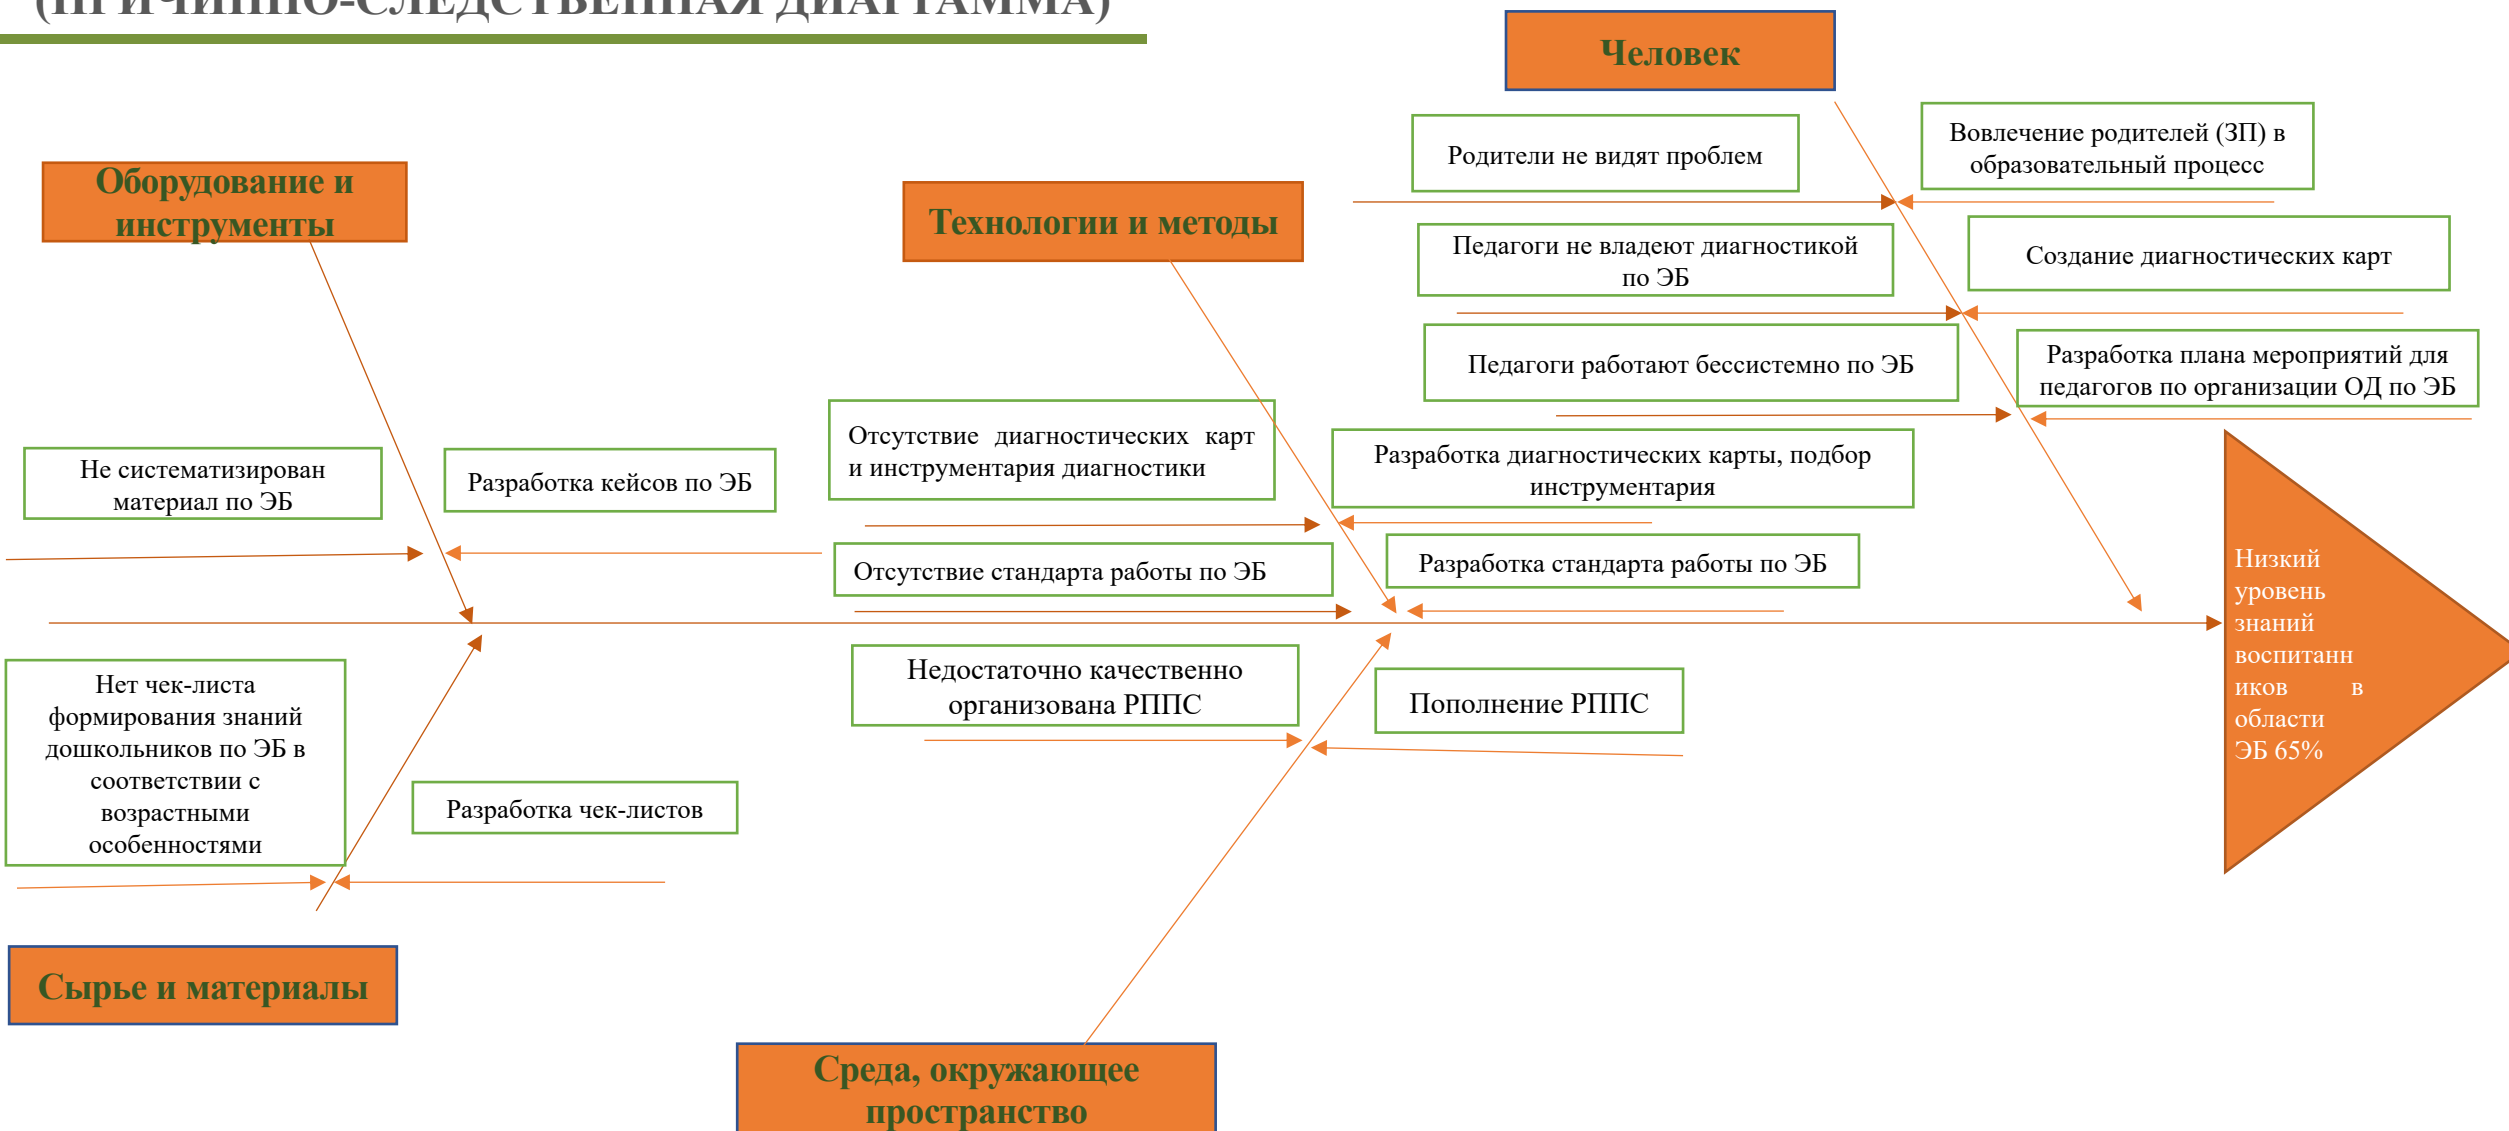 (ПРИЧИННО-СЛЕДСТВЕННАЯ ДИАГРАММА)
Человек
Родители не видят проблем
Вовлечение родителей (ЗП) в
образовательный процесс
Оборудование и
инструменты
Технологии и методы
Педагоги не владеют диагностикой
по ЭБ
Создание диагностических карт
Педагоги работают бессистемно по ЭБ
Разработка плана мероприятий для
педагогов по организации ОД по ЭБ
Не систематизирован
материал по ЭБ
Разработка кейсов по ЭБ
Отсутствие диагностических карт
и инструментария диагностики
Разработка диагностических карты, подбор
инструментария
Отсутствие стандарта работы по ЭБ
Разработка стандарта работы по ЭБ
Низкий
уровень
знаний
воспитанн
иков в
области
ЭБ 65%
Нет чек-листа
формирования знаний
дошкольников по ЭБ в
соответствии с
возрастными
особенностями
Разработка чек-листов
Недостаточно качественно
организована РППС
Пополнение РППС
Сырье и материалы
Среда, окружающее
пространство